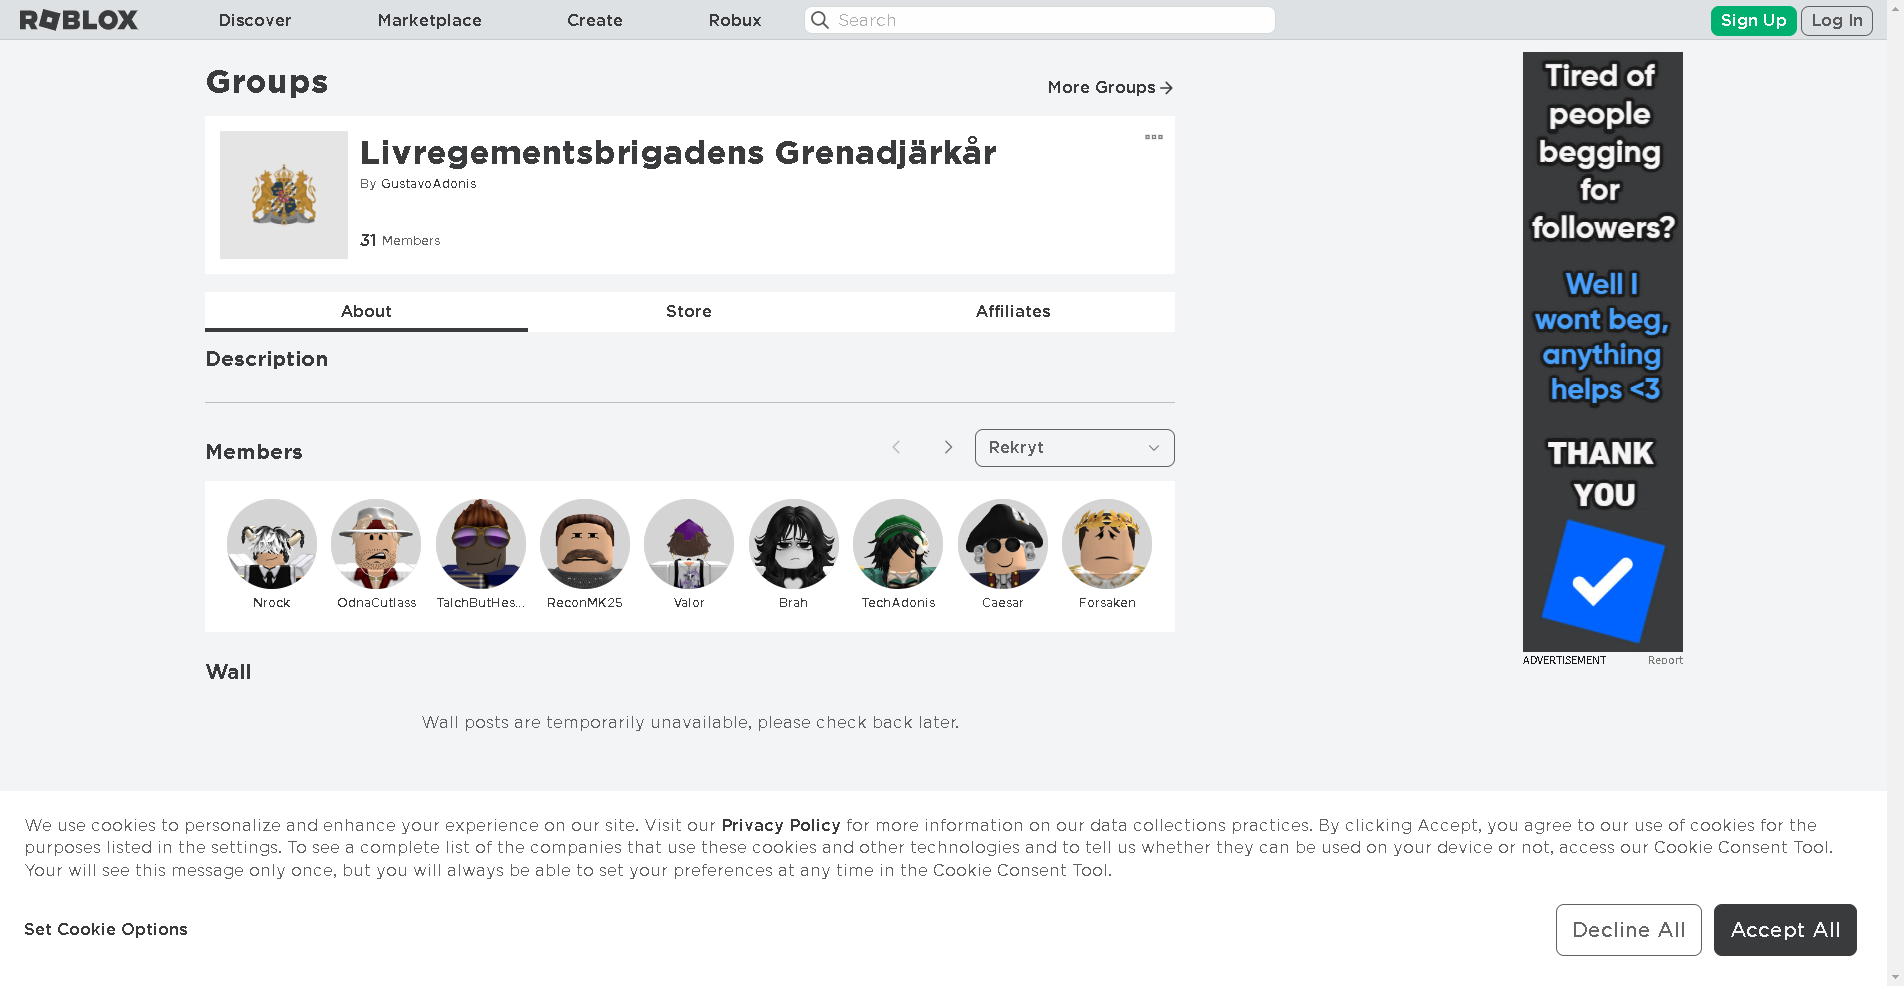 ROBLOX
Discover
Marketplace
Create
Robux
Search
Sign Up
Log In
Groups
More Groups
Livregementsbrigadens Grenadjärkår
By GustavoAdonis
31 Members
About
Store
Affiliates
Description
Members
Rekryt
Nrock
OdnaCutlass
TalchButHes...
ReconMK25
Valor
Brah
TechAdonis
Caesar
Forsaken
Wall
Wall posts are temporarily unavailable, please check back later.
Tired of
people
begging
for
followers?
Well I
wont beg,
anything
helps <3
THANK
YOU
ADVERTISEMENT
Report
We use cookies to personalize and enhance your experience on our site. Visit our Privacy Policy for more information on our data collections practices. By clicking Accept, you agree to our use of cookies for the
purposes listed in the settings. To see a complete list of the companies that use these cookies and other technologies and to tell us whether they can be used on your device or not, access our Cookie Consent Tool.
Your will see this message only once, but you will always be able to set your preferences at any time in the Cookie Consent Tool.
Set Cookie Options
Decline All
Accept All